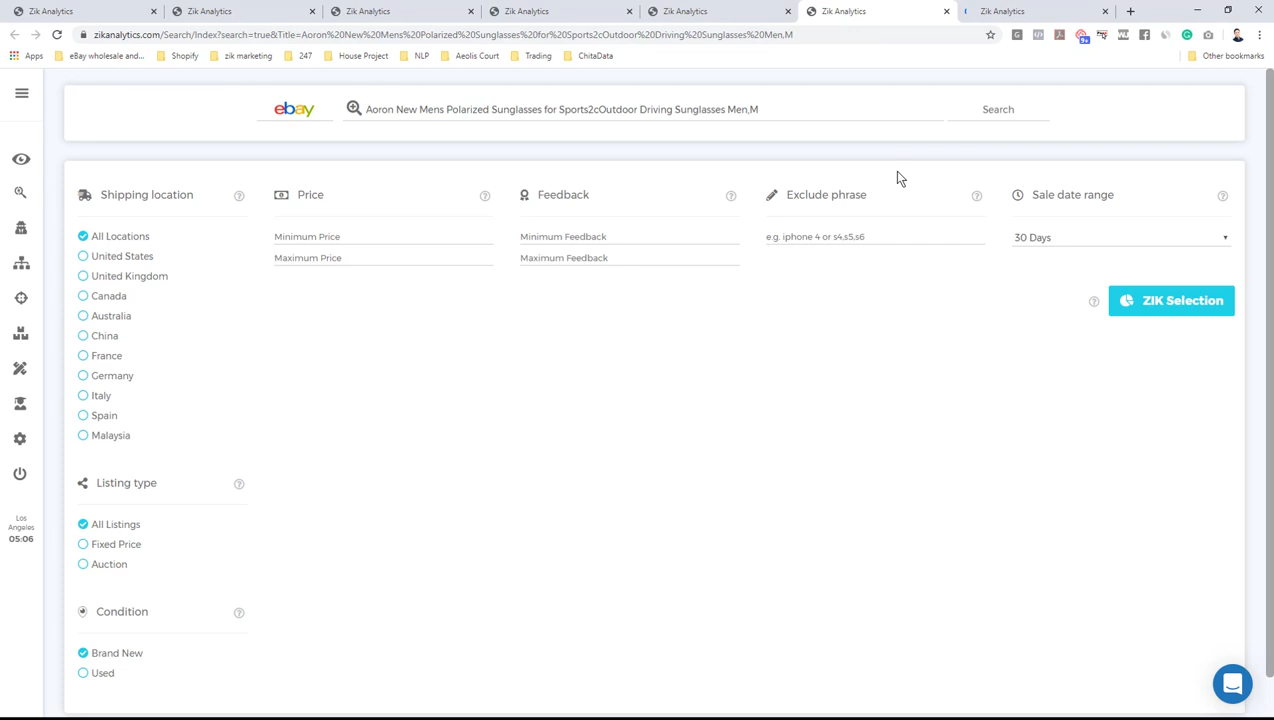 Zik Analytics
Zik Analytics
Zik Analytics
Zik Analytics
Zik Analytics
Zik Analytics
Zik Analytics
zikanalytics.com/Search/Index?search=true&Title=Aoron%20New%20Mens%20Polarized%20Sunglasses%20for%20Sports2cOutdoor%20Driving%20Sunglasses%20Men,M
Apps
eBay wholesale and...
Shopify
zik marketing
247
House Project
NLP
Aeolis Court
Trading
ChitaData
Other bookmarks
ebay
Aoron New Mens Polarized Sunglasses for Sports2cOutdoor Driving Sunglasses Men,M
Search
Shipping location
Price
Feedback
Exclude phrase
Sale date range
All Locations
United States
United Kingdom
Canada
Australia
China
France
Germany
Italy
Spain
Malaysia
Minimum Price
Maximum Price
Minimum Feedback
Maximum Feedback
e.g. iphone 4 or s4,s5,s6
30 Days
ZIK Selection
Listing type
All Listings
Fixed Price
Auction
Condition
Brand New
Used
Los
Angeles
05:06